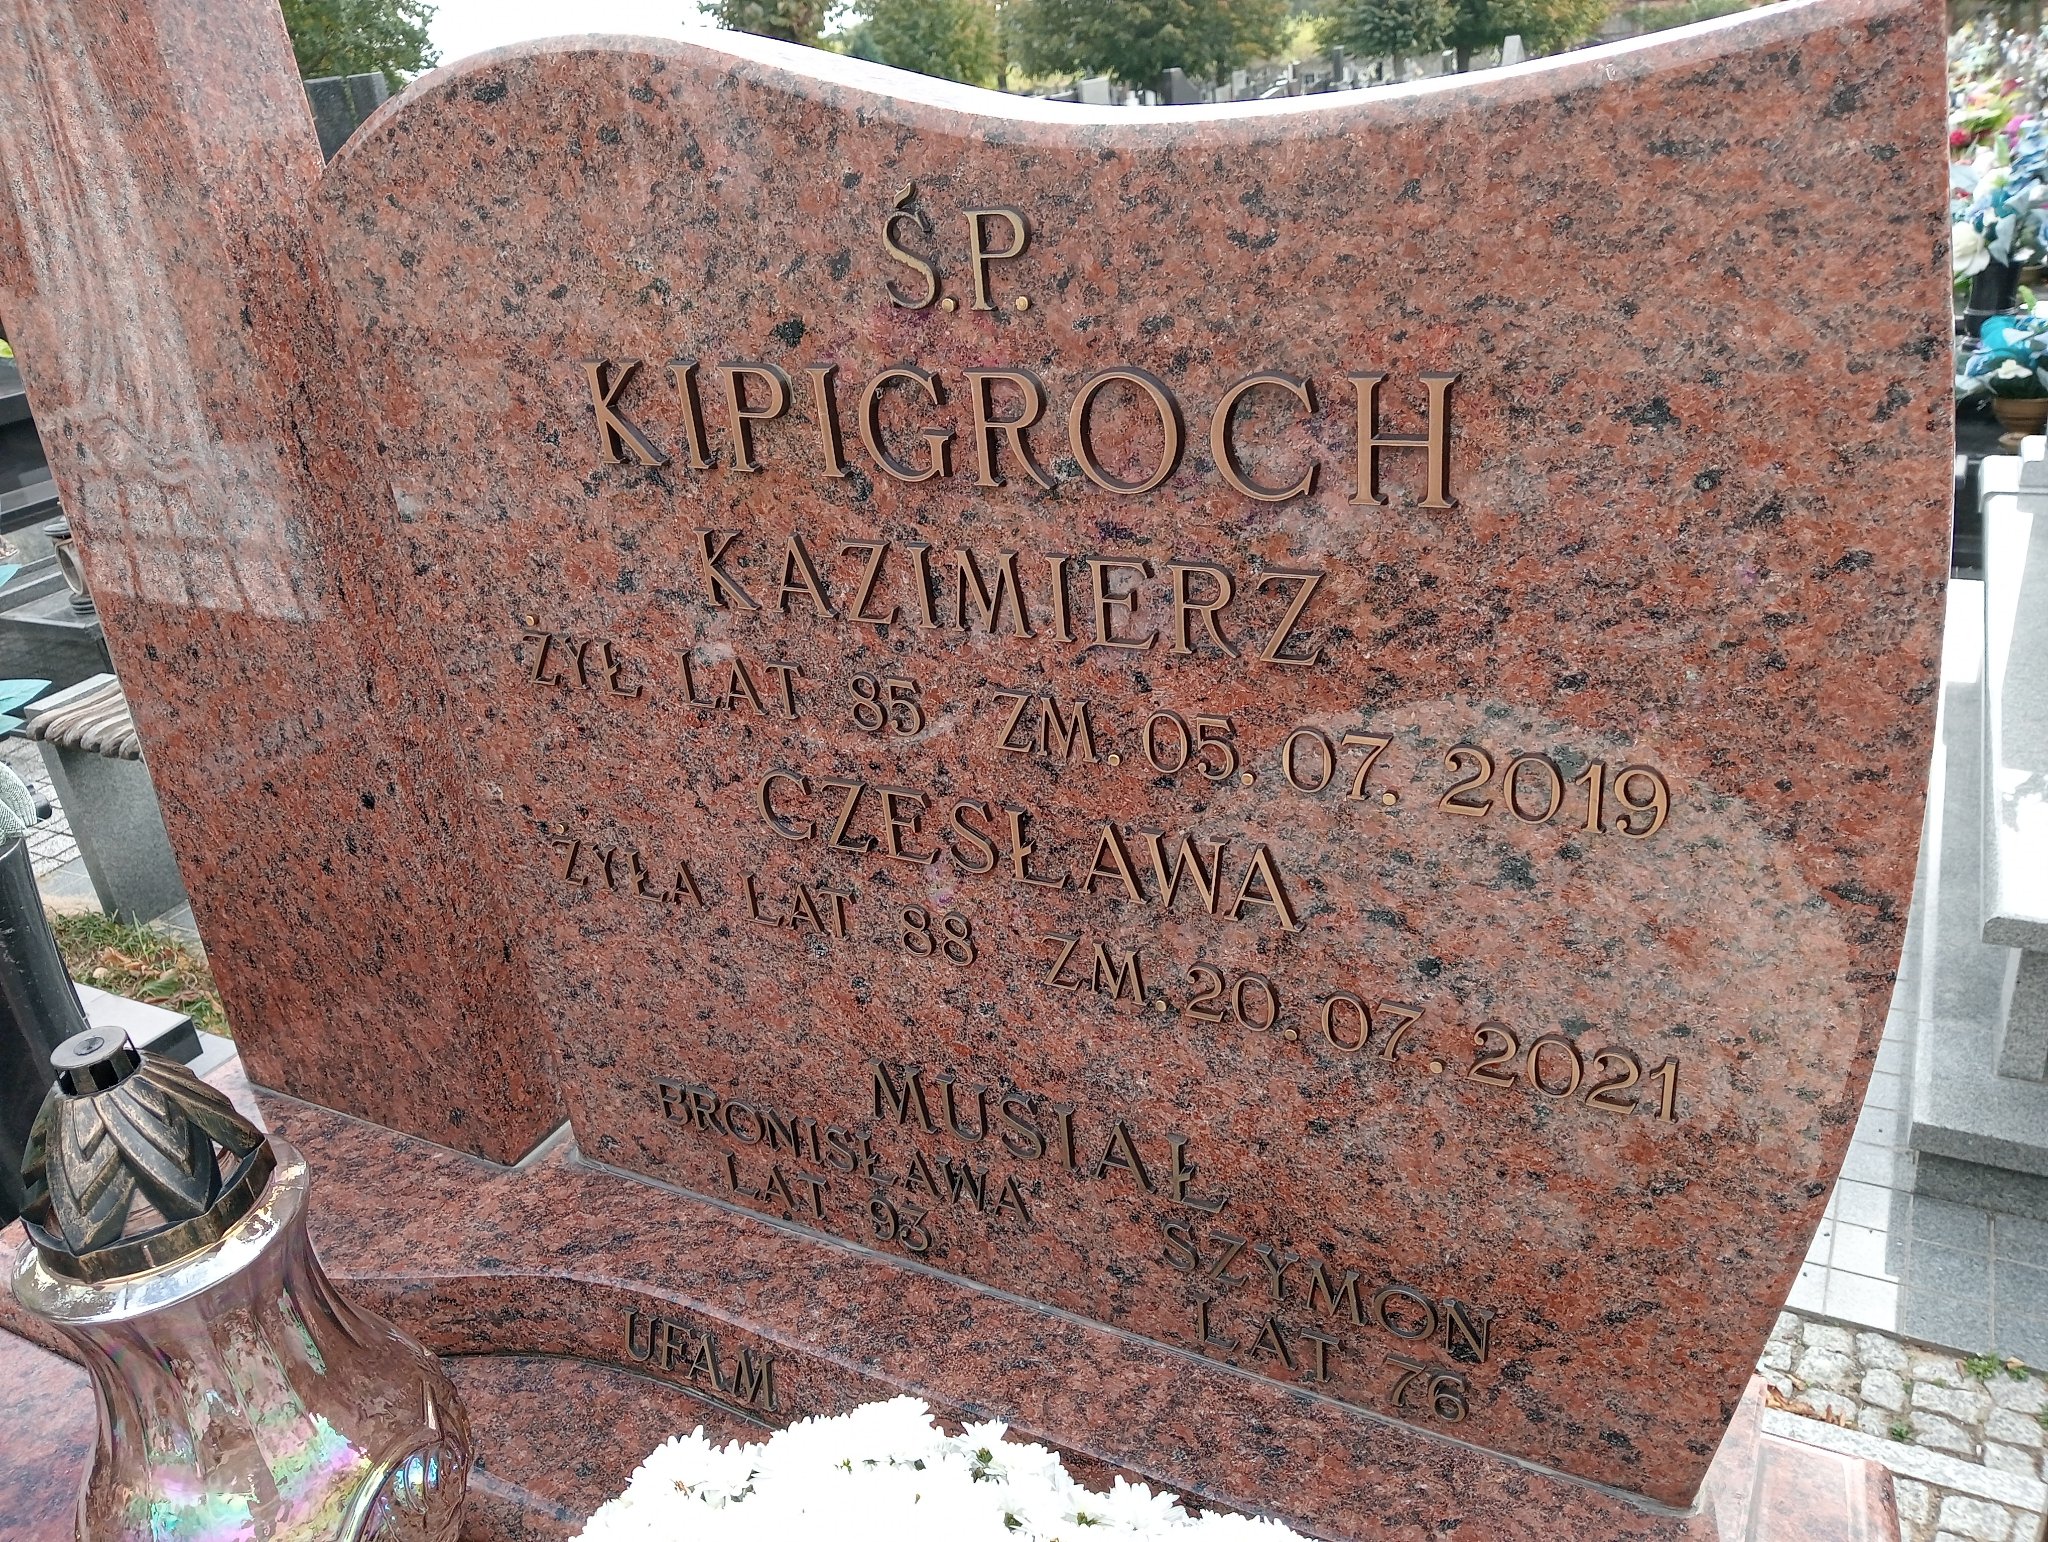 Ś.P.
KIPIGROCH
KAZIMIERZ
ŻYŁ LAT 85 ZM. 05. 07. 2019
CZESŁAWA
ŻYŁA LAT 88 ZM. 20. 07. 2021
MUSIAŁ
BRONISŁAWA SZYMON
LAT 93 LAT 76
UFAM